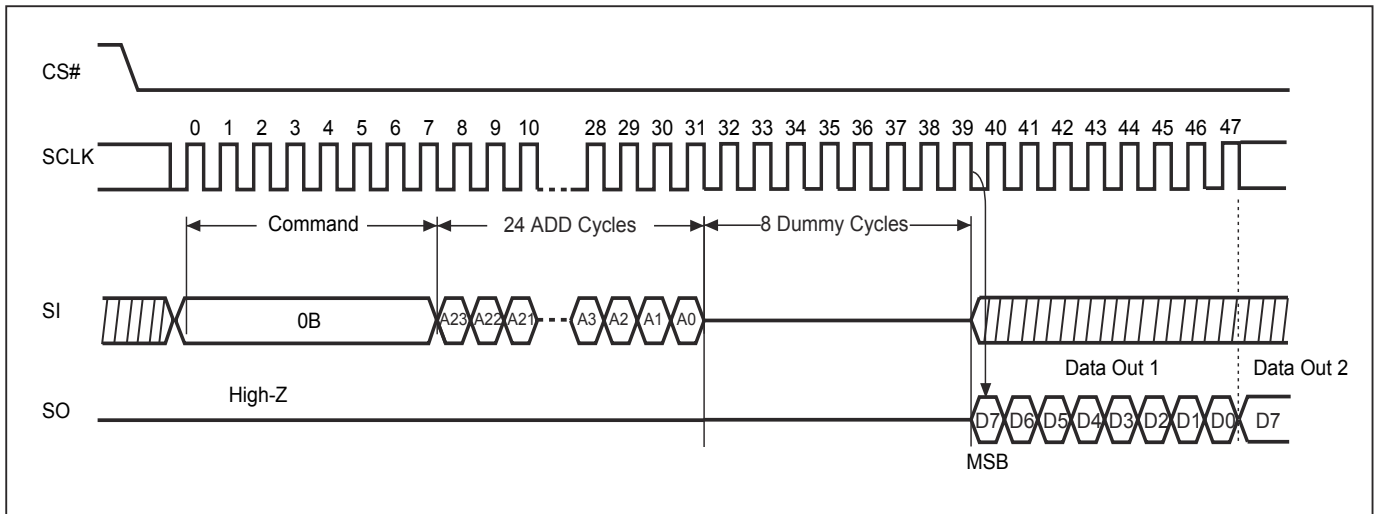 CS#
0 1 2 3 4 5 6 7 8 9 10 28 29 30 31 32 33 34 35 36 37 38 39 40 41 42 43 44 45 46 47
SCLK
Command 24 ADD Cycles 8 Dummy Cycles
SI 0B A23 A22 A21 A3 A2 A1 A0
Data Out 1 Data Out 2
High-Z
SO D7 D6 D5 D4 D3 D2 D1 D0 D7
MSB